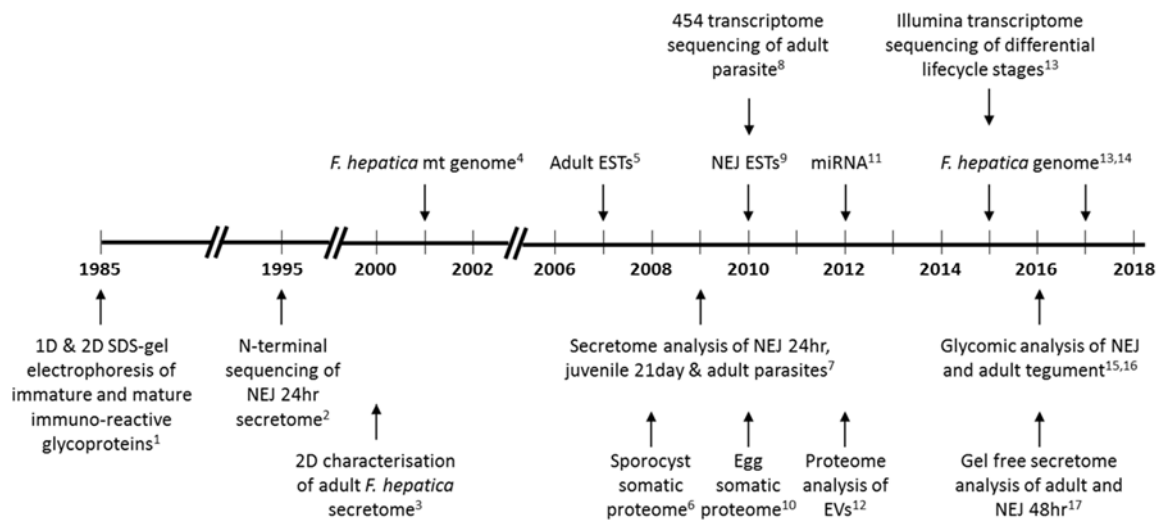 454 transcriptome
sequencing of adult
parasite⁸
Illumina transcriptome
sequencing of differential
lifecycle stages¹³
F. hepatica mt genome⁴
Adult ESTs⁵
NEJ ESTs⁹
miRNA¹¹
F. hepatica genome¹³,¹⁴
1985
1995
2000
2002
2006
2008
2010
2012
2014
2016
2018
1D & 2D SDS-gel
electrophoresis of
immature and mature
immuno-reactive
glycoproteins¹
N-terminal
sequencing of
NEJ 24hr
secretome²
2D characterisation
of adult F. hepatica
secretome³
Secretome analysis of NEJ 24hr,
juvenile 21day & adult parasites⁷
Glycomic analysis of NEJ
and adult tegument¹⁵,¹⁶
Sporocyst
somatic
proteome⁶
Egg
somatic
proteome¹⁰
Proteome
analysis of
EVs¹²
Gel free secretome
analysis of adult and
NEJ 48hr¹⁷